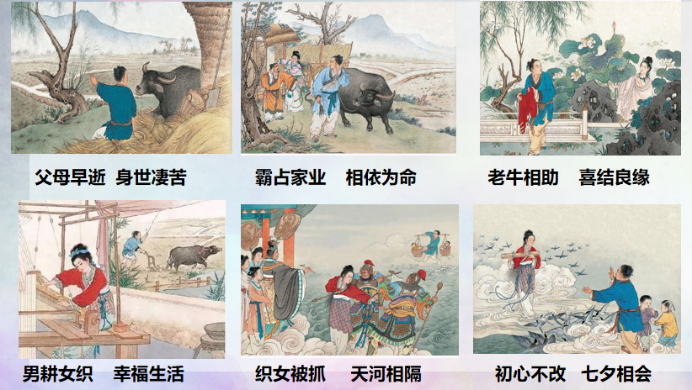 父母早逝 身世凄苦
霸占家业 相依为命
老牛相助 喜结良缘
男耕女织 幸福生活
织女被抓 天河相隔
初心不改 七夕相会